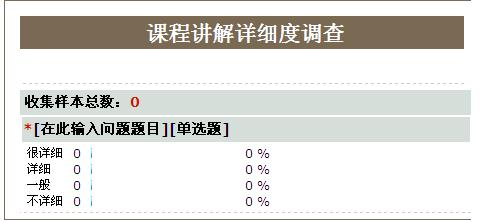 课程讲解详细度调查
收集样本总数：0
*[在此输入问题题目][单选题]
很详细 0 0 %
详细 0 0 %
一般 0 0 %
不详细 0 0 %